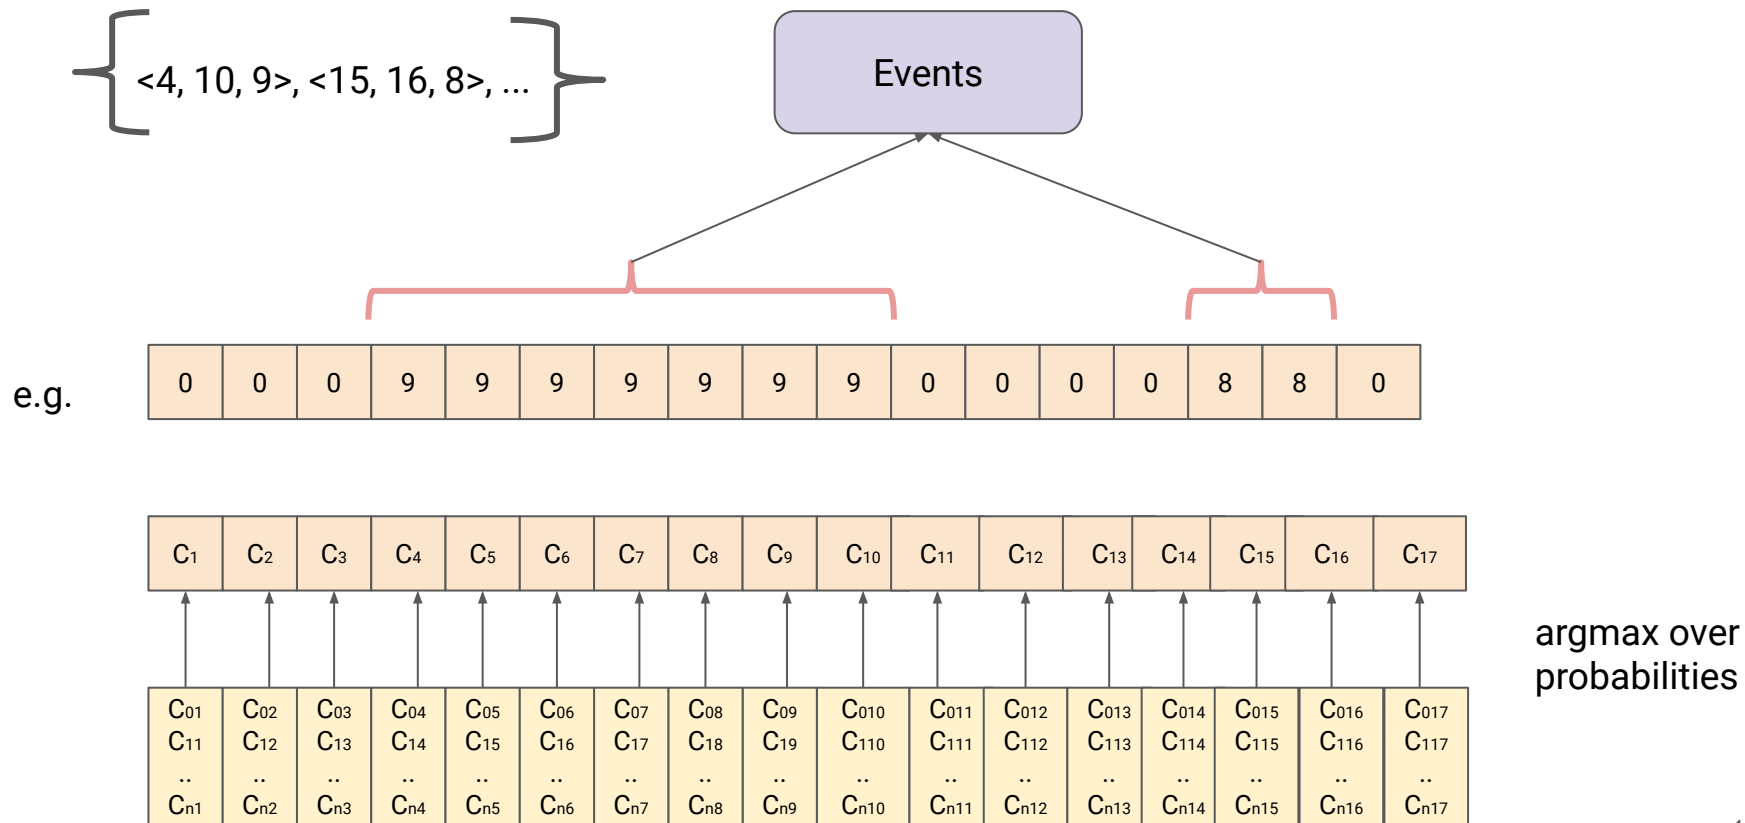 <4, 10, 9>, <15, 16, 8>, ...
Events
e.g.
0 0 0 9 9 9 9 9 9 9 0 0 0 0 8 8 0
C1 C2 C3 C4 C5 C6 C7 C8 C9 C10 C11 C12 C13 C14 C15 C16 C17
argmax over
probabilities
C01 C02 C03 C04 C05 C06 C07 C08 C09 C010 C011 C012 C013 C014 C015 C016 C017
C11 C12 C13 C14 C15 C16 C17 C18 C19 C110 C111 C112 C113 C114 C115 C116 C117
.. .. .. .. .. .. .. .. .. .. .. .. .. .. .. .. ..
Cn1 Cn2 Cn3 Cn4 Cn5 Cn6 Cn7 Cn8 Cn9 Cn10 Cn11 Cn12 Cn13 Cn14 Cn15 Cn16 Cn17